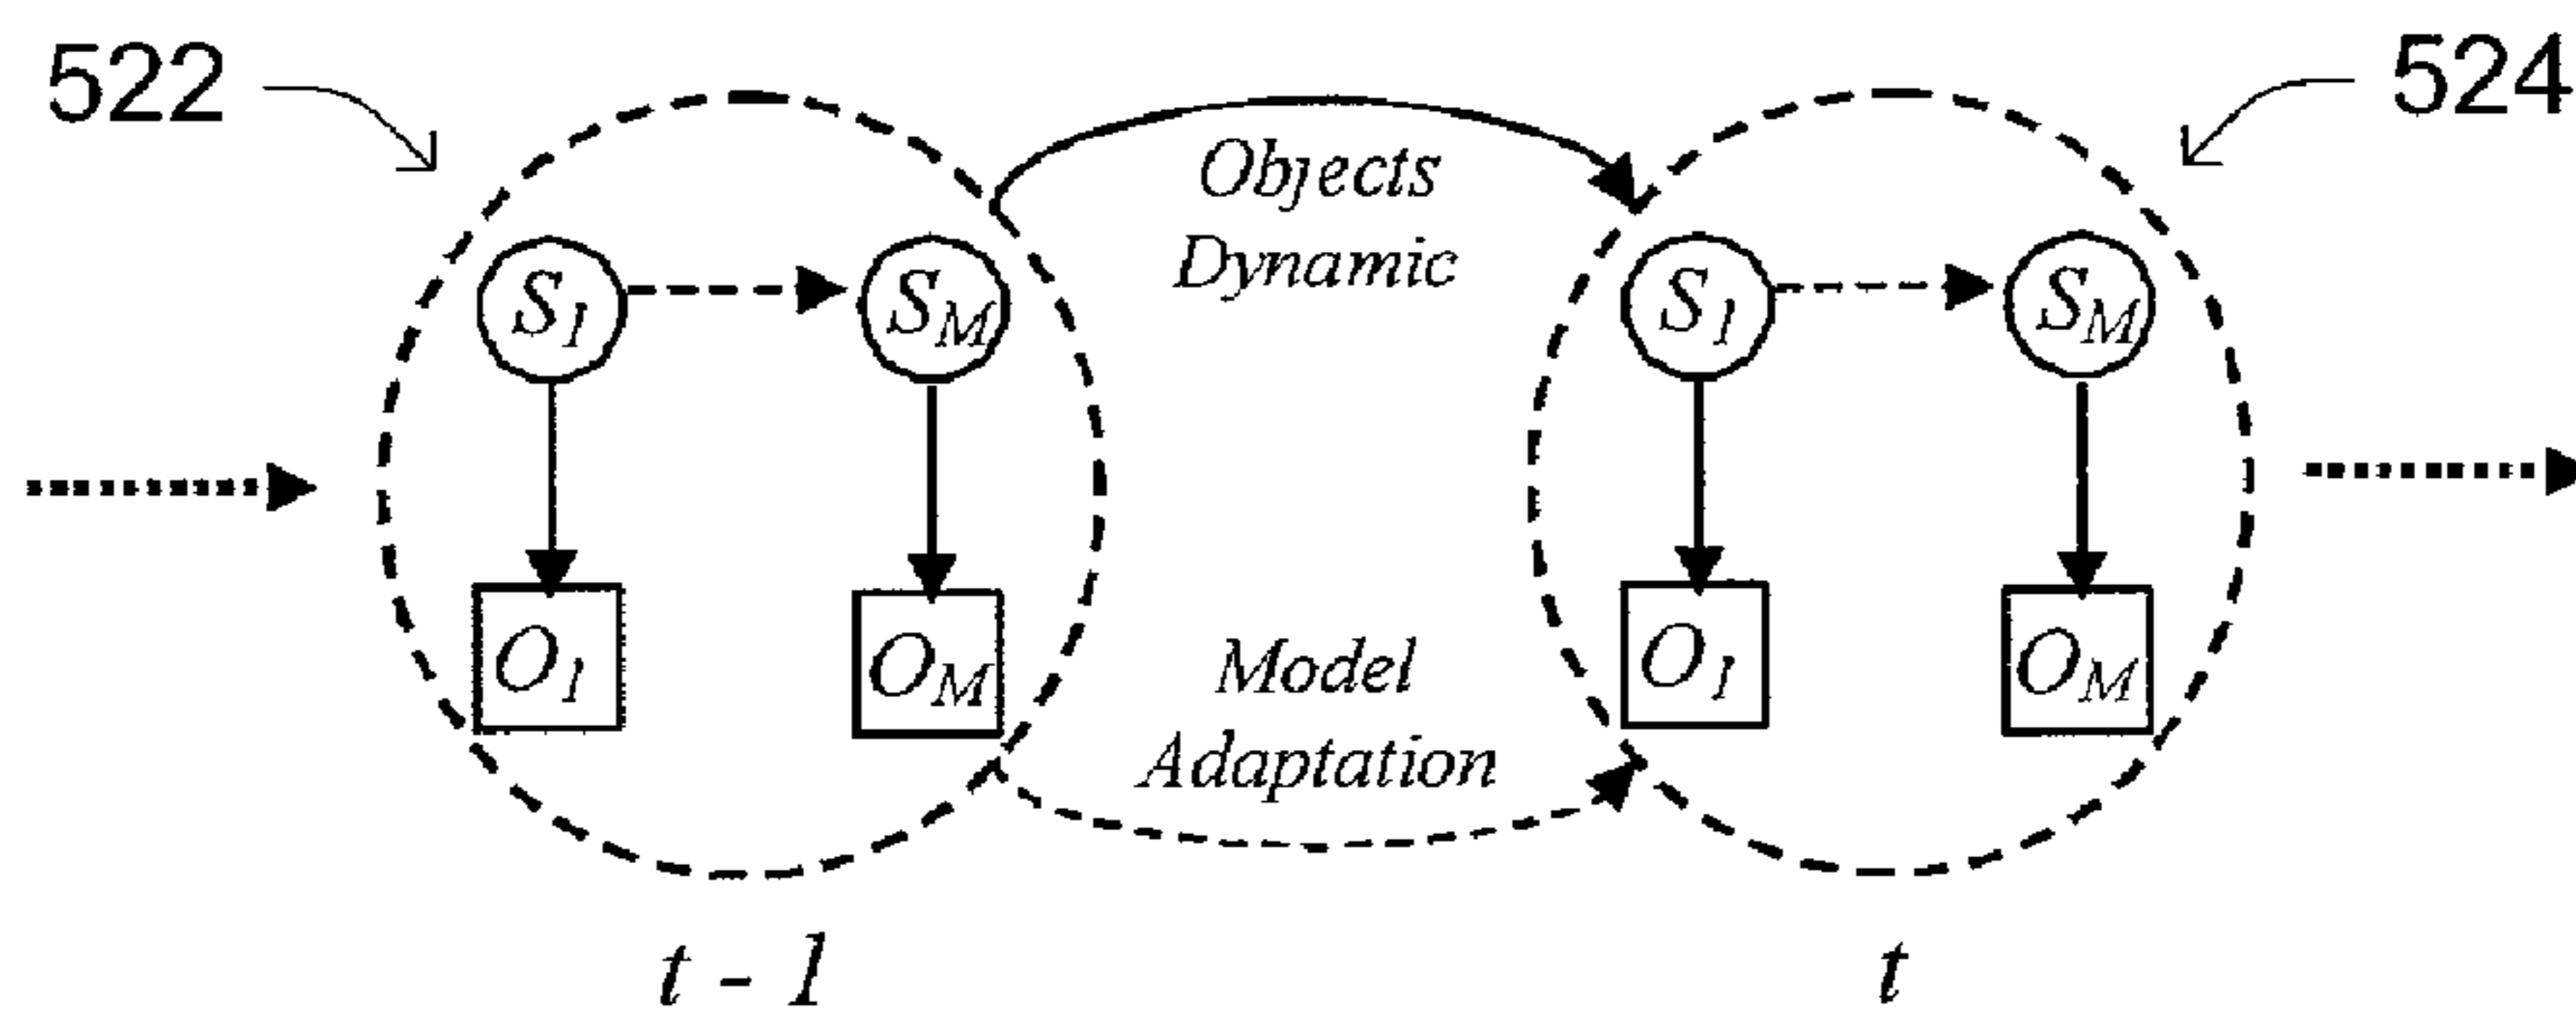 522
524
Objects
Dynamic
S1
SM
S1
SM
O1
OM
O1
OM
Model
Adaptation
t - 1
t